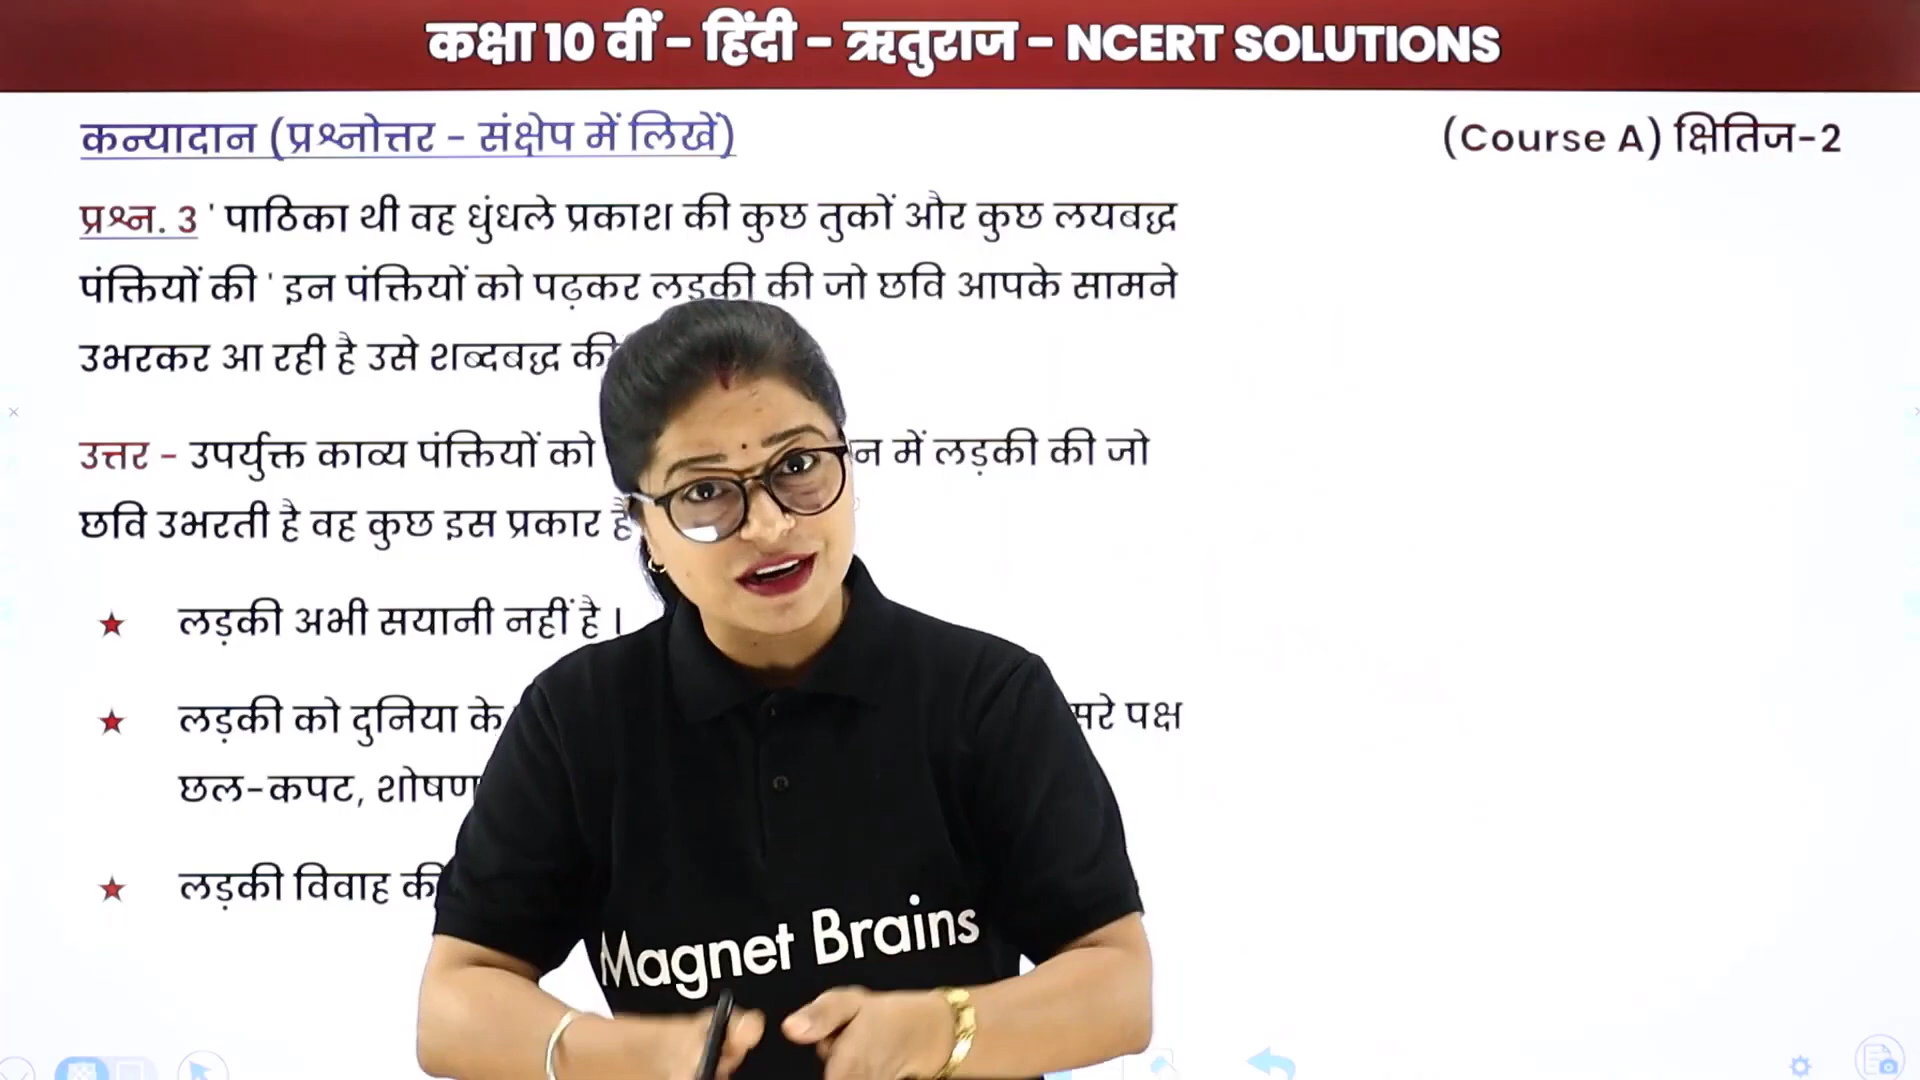 कक्षा 10 वीं - हिंदी - ऋतुराज - NCERT SOLUTIONS
कन्यादान (प्रश्नोत्तर - संक्षेप में लिखें)
(Course A) क्षितिज-2
प्रश्न. 3 ' पाठिका थी वह धुंधले प्रकाश की कुछ तुकों और कुछ लयबद्ध
पंक्तियों की ' इन पंक्तियों को पढ़कर लड़की की जो छवि आपके सामने
उभरकर आ रही है उसे शब्दबद्ध
उत्तर - उपर्युक्त काव्य पंक्तियों को में लड़की की जो
छवि उभरती है वह कुछ इस प्रकार है
★ लड़की अभी सयानी नहीं है ।
★ लड़की को दुनिया के पक्ष
छल-कपट, शोषण
★ लड़की विवाह की
Magnet Brains